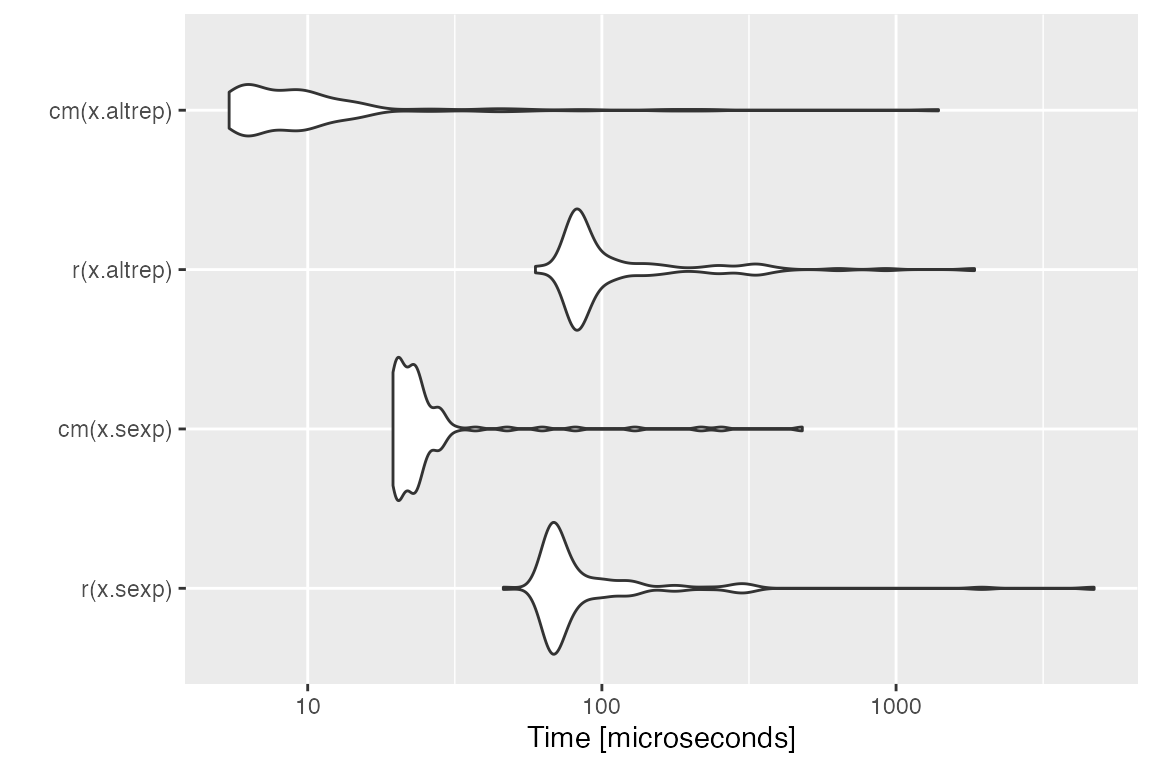 cm(x.altrep)
r(x.altrep)
cm(x.sexp)
r(x.sexp)
10 100 1000
Time [microseconds]